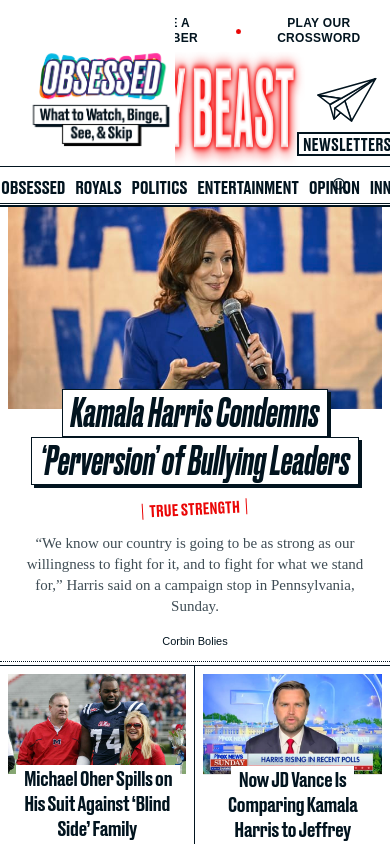 E A
BER
PLAY OUR
CROSSWORD
OBSESSED
What to Watch, Binge,
See, & Skip
Y BEAST
NEWSLETTERS
OBSESSED ROYALS POLITICS ENTERTAINMENT OPINION INN
Kamala Harris Condemns
‘Perversion’ of Bullying Leaders
TRUE STRENGTH
“We know our country is going to be as strong as our
willingness to fight for it, and to fight for what we stand
for,” Harris said on a campaign stop in Pennsylvania,
Sunday.
Corbin Bolies
74
Michael Oher Spills on
His Suit Against ‘Blind
Side’ Family
FOX NEWS
SUNDAY
HARRIS RISING IN RECENT POLLS
Now JD Vance Is
Comparing Kamala
Harris to Jeffrey